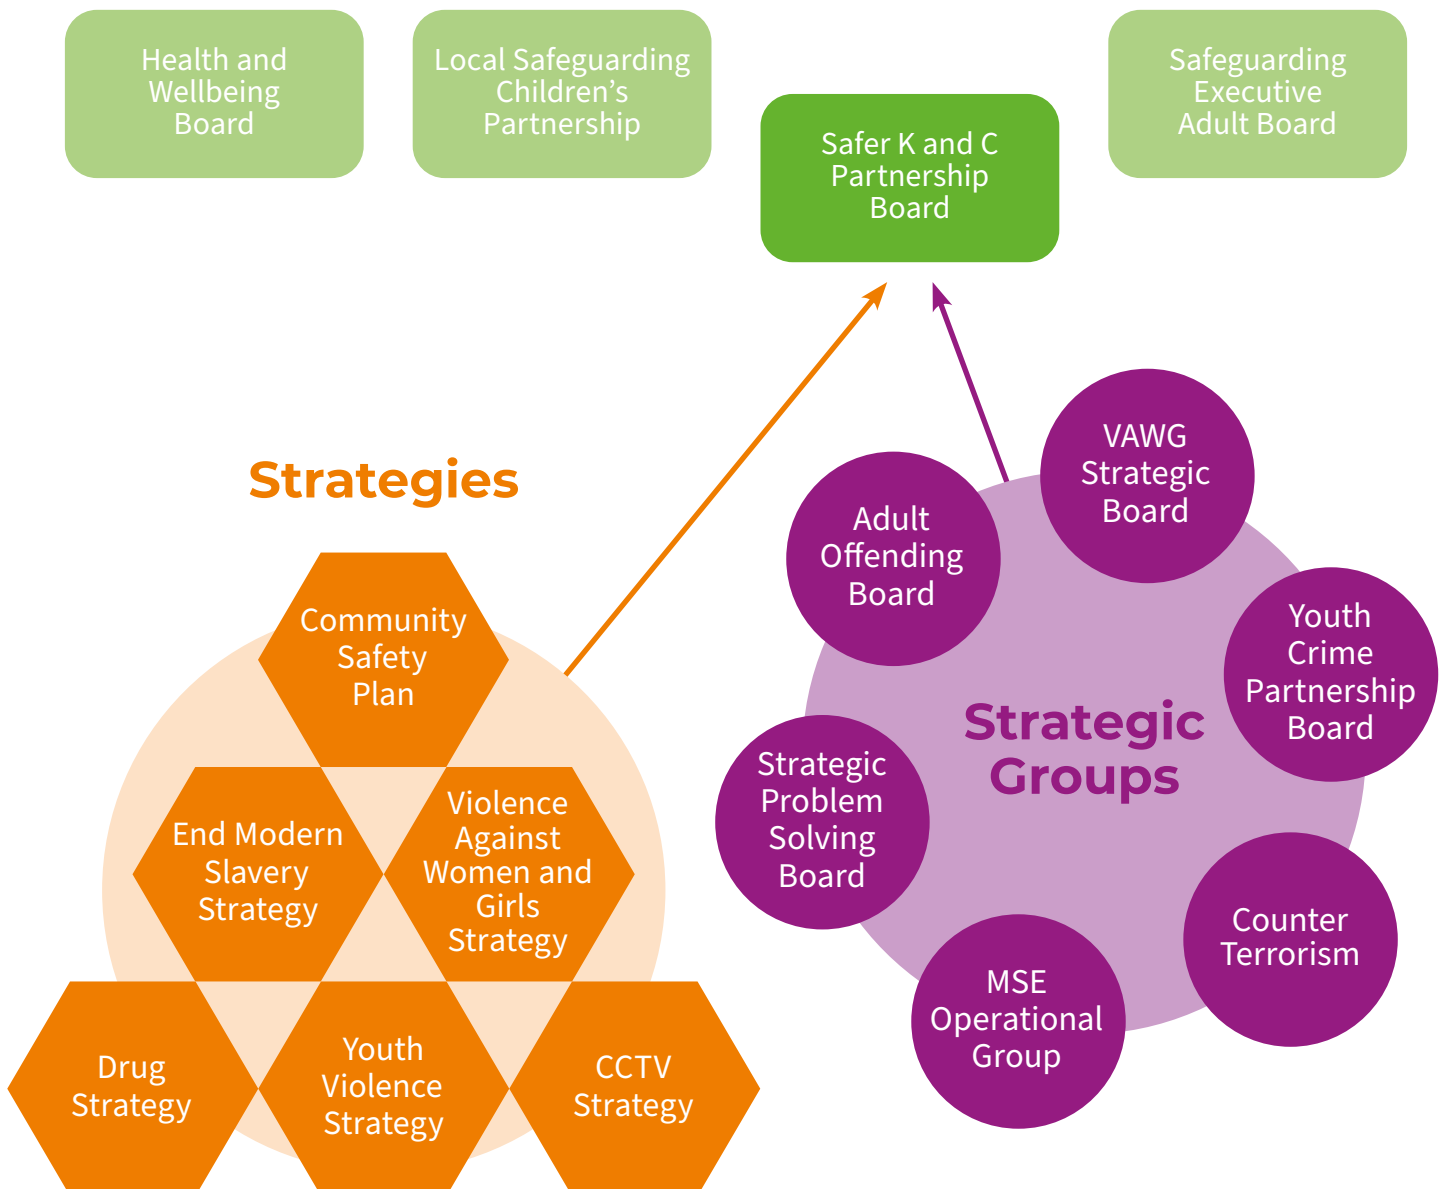 Health and
Wellbeing
Board
Local Safeguarding
Children’s
Partnership
Safer K and C
Partnership
Board
Safeguarding
Executive
Adult Board
Strategies
Community
Safety
Plan
End Modern
Slavery
Strategy
Violence
Against
Women and
Girls
Strategy
Drug
Strategy
Youth
Violence
Strategy
CCTV
Strategy
Strategic
Groups
VAWG
Strategic
Board
Adult
Offending
Board
Youth
Crime
Partnership
Board
Strategic
Problem
Solving
Board
Counter
Terrorism
MSE
Operational
Group